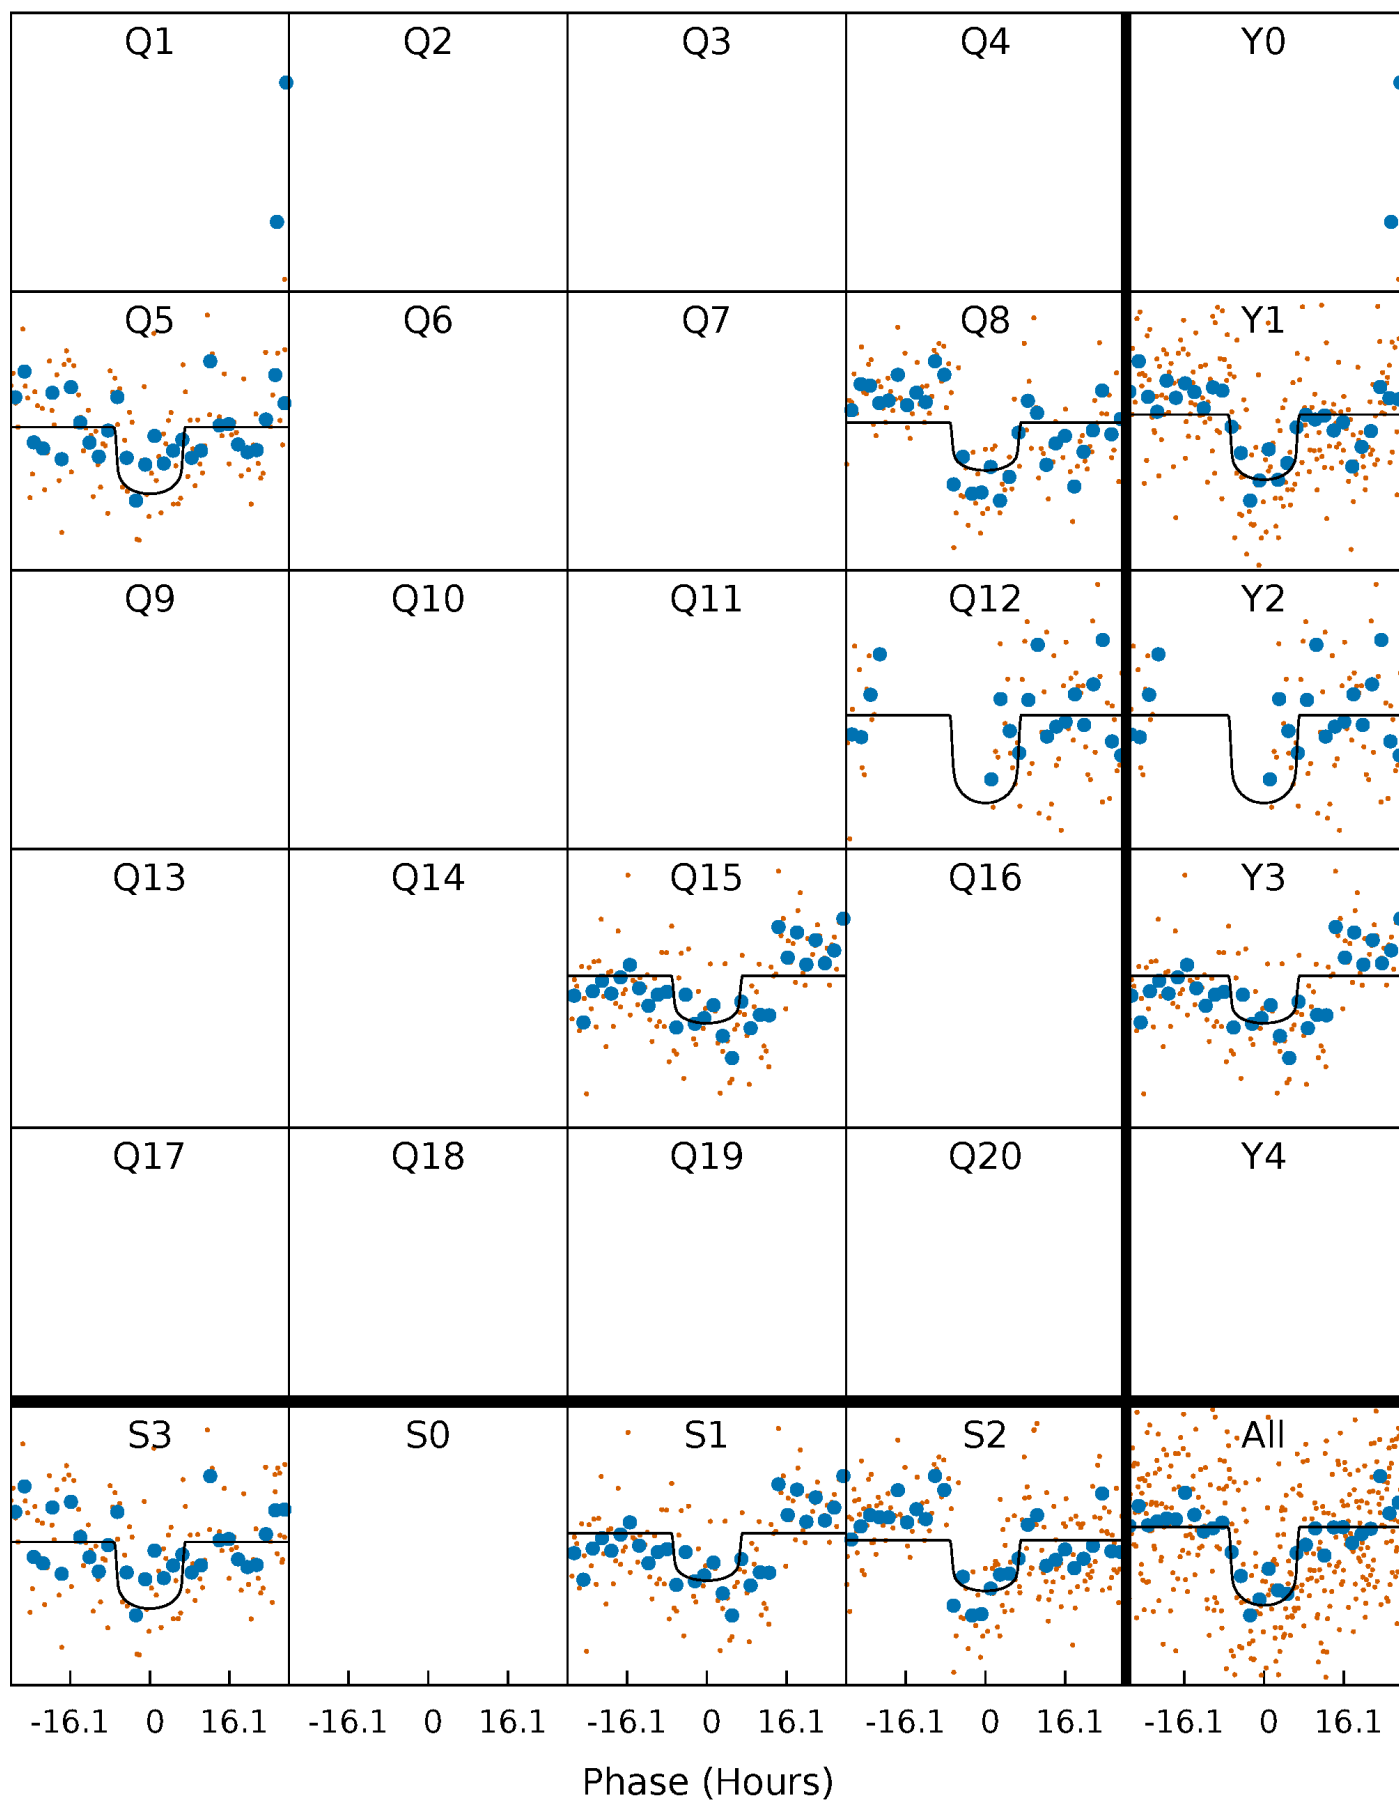 Q1 Q2 Q3 Q4 Y0
Q5 Q6 Q7 Q8 Y1
Q9 Q10 Q11 Q12 Y2
Q13 Q14 Q15 Q16 Y3
Q17 Q18 Q19 Q20 Y4
S3 S0 S1 S2 All
-16.1 0 16.1 -16.1 0 16.1 -16.1 0 16.1 -16.1 0 16.1 -16.1 0 16.1
Phase (Hours)